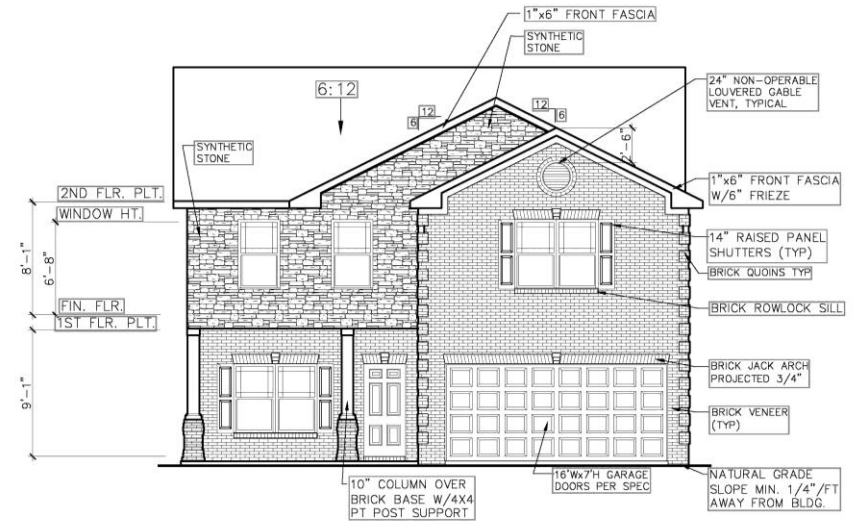 1"x6" FRONT FASCIA
SYNTHETIC
STONE
6:12
12
6
12
6
24" NON-OPERABLE
LOUVERED GABLE
VENT, TYPICAL
2'-6"
SYNTHETIC
STONE
1"x6" FRONT FASCIA
W/6" FRIEZE
2ND FLR. PLT.
WINDOW HT.
14" RAISED PANEL
SHUTTERS (TYP)
8'-1"
6'-8"
BRICK QUOINS TYP
BRICK ROWLOCK SILL
FIN. FLR.
1ST FLR. PLT.
BRICK JACK ARCH
PROJECTED 3/4"
9'-1"
BRICK VENEER
(TYP)
10" COLUMN OVER
BRICK BASE W/4X4
PT POST SUPPORT
16'Wx7'H GARAGE
DOORS PER SPEC
NATURAL GRADE
SLOPE MIN. 1/4"/FT
AWAY FROM BLDG.